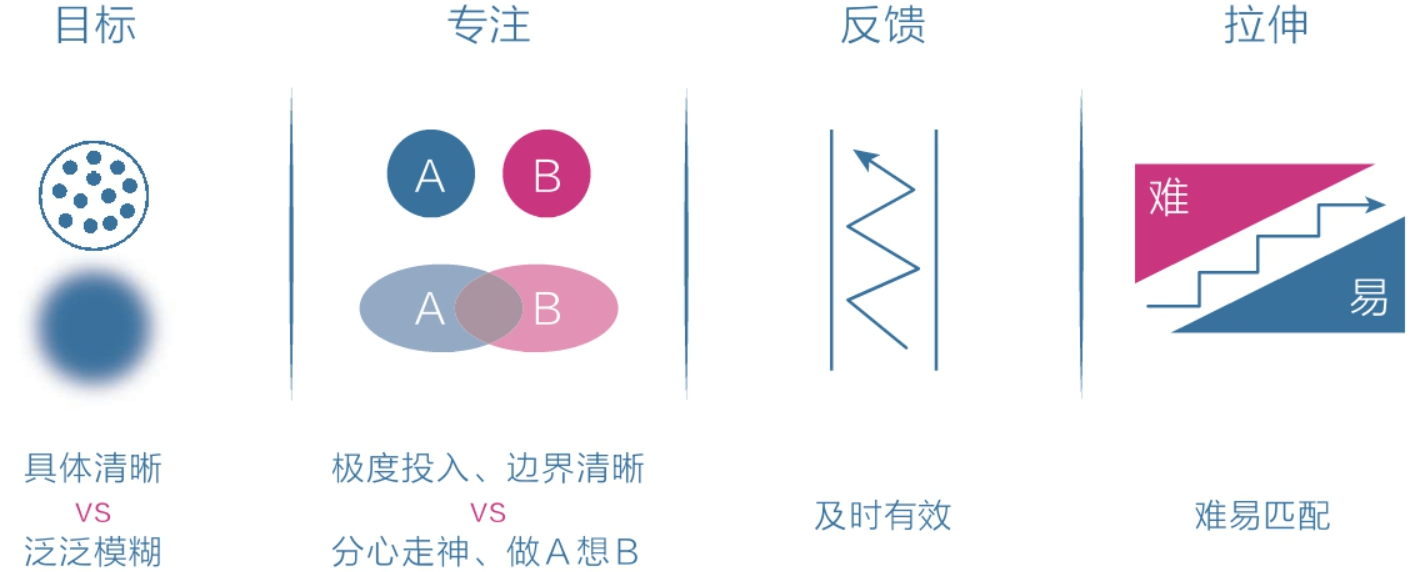 目标
专注
反馈
拉伸
A
B
A
B
难
易
具体清晰
VS
泛泛模糊
极度投入、边界清晰
VS
分心走神、做A想B
及时有效
难易匹配